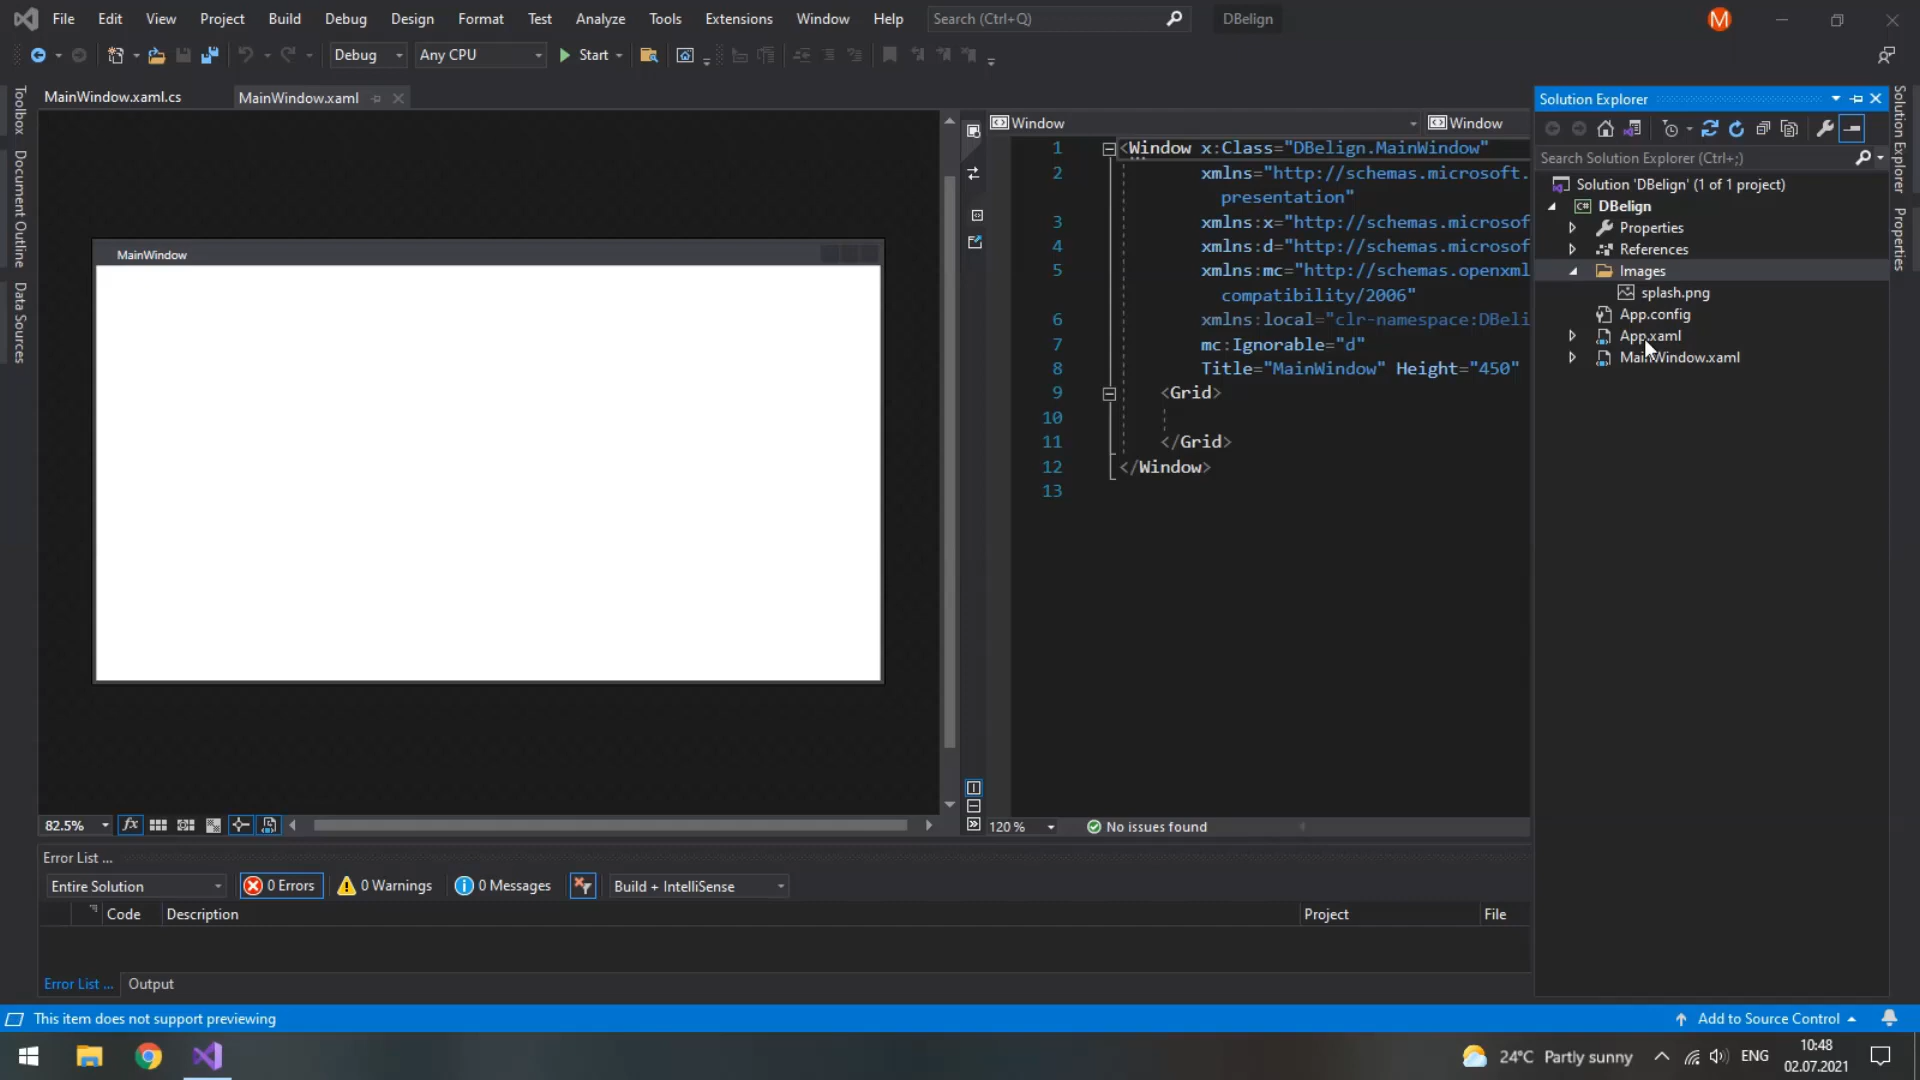 File Edit View Project Build Debug Design Format Test Analyze Tools Extensions Window Help Search (Ctrl+Q) DBelign M
Debug Any CPU Start
MainWindow.xaml.cs MainWindow.xaml
Toolbox
Document Outline
Data Sources
MainWindow
Window Window
1 <Window x:Class="DBelign.MainWindow"
2 xmlns="http://schemas.microsoft.
presentation"
3 xmlns:x="http://schemas.microsof
4 xmlns:d="http://schemas.microsof
5 xmlns:mc="http://schemas.openxml
compatibility/2006"
6 xmlns:local="clr-namespace:DBeli
7 mc:Ignorable="d"
8 Title="MainWindow" Height="450"
9 <Grid>
10
11 </Grid>
12 </Window>
13
82.5% fx
120 % No issues found
Solution Explorer
Search Solution Explorer (Ctrl+;)
Solution 'DBelign' (1 of 1 project)
C# DBelign
Properties
References
Images
splash.png
App.config
App.xaml
MainWindow.xaml
Solution Explorer
Properties
Error List ...
Entire Solution 0 Errors 0 Warnings 0 Messages Build + IntelliSense
Code Description Project File
Error List ... Output
This item does not support previewing Add to Source Control
24°C Partly sunny ENG 10:48
02.07.2021